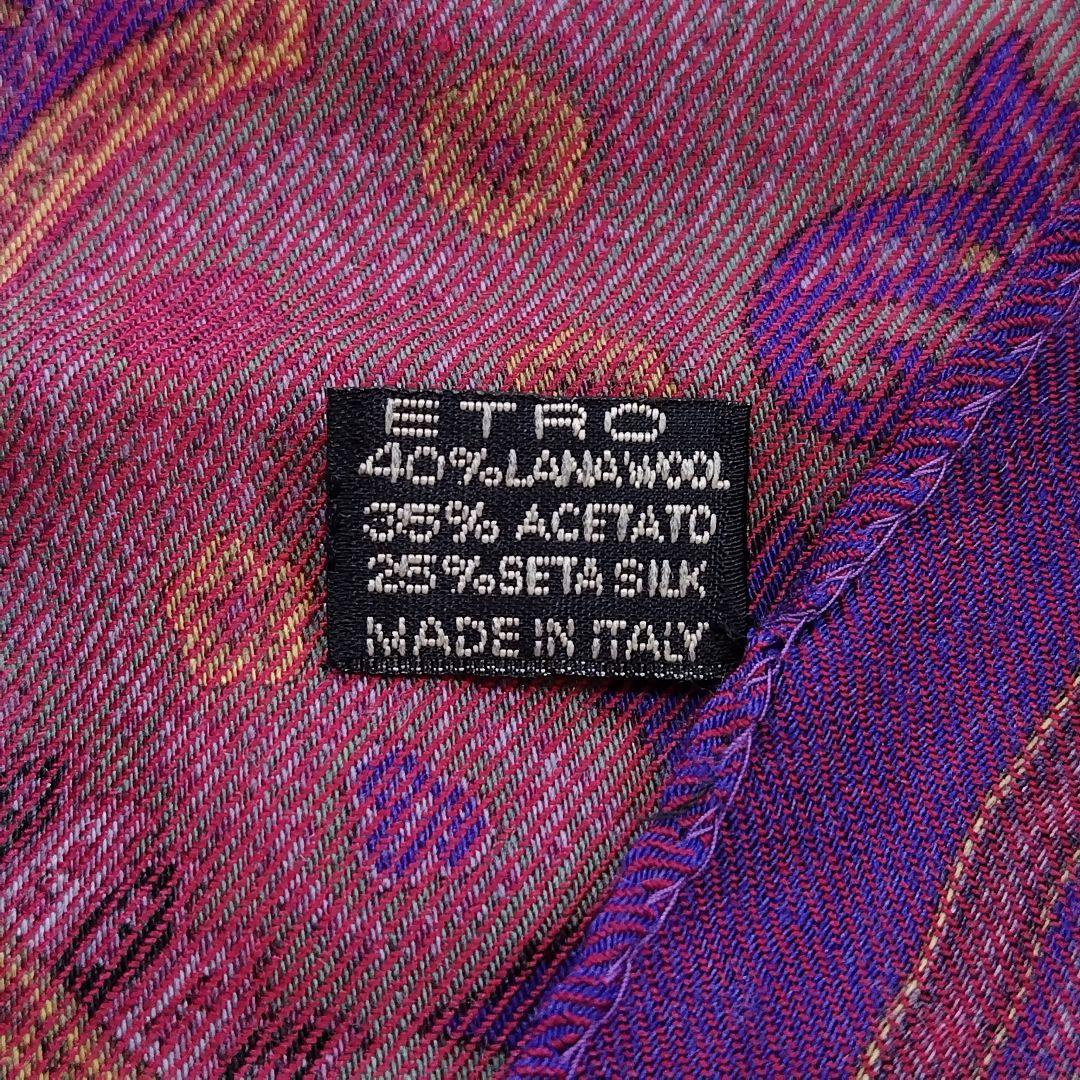 ETRO
40% LANA WOOL
35% ACETATO
25% SETA SILK
MADE IN ITALY